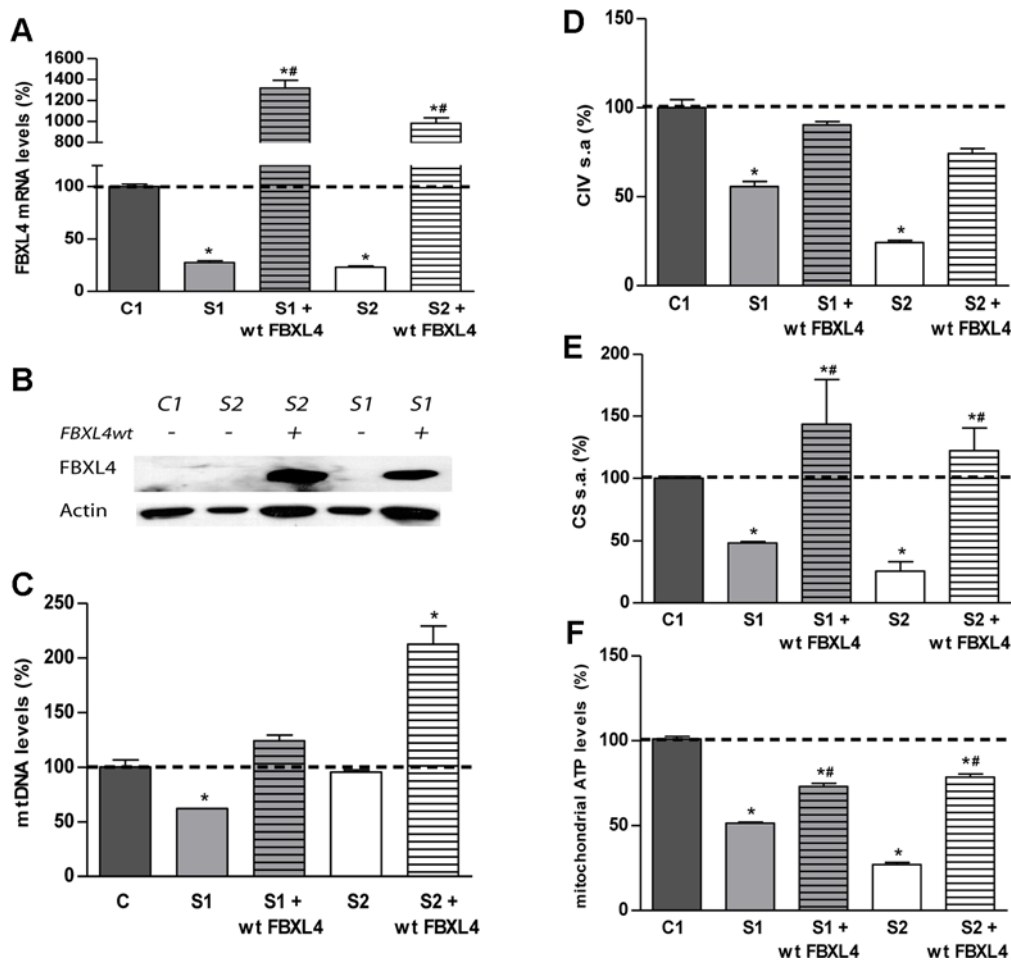 A
FBXL4 mRNA levels (%)
1600
1400
1200
1000
800
100
50
0
*
*#
*
*#
C1 S1 S1 + S2 S2 +
wt FBXL4 wt FBXL4
B
C1 S2 S2 S1 S1
FBXL4wt - - + - +
FBXL4
Actin
C
mtDNA levels (%)
250
200
150
100
50
0
*
*
C S1 S1 + S2 S2 +
wt FBXL4 wt FBXL4
D
CIV s.a (%)
150
100
50
0
*
*
C1 S1 S1 + S2 S2 +
wt FBXL4 wt FBXL4
E
CS s.a. (%)
200
150
100
50
0
*
*#
*
*#
C1 S1 S1 + S2 S2 +
wt FBXL4 wt FBXL4
F
mitochondrial ATP levels (%)
150
100
50
0
*
*#
*
*#
C1 S1 S1 + S2 S2 +
wt FBXL4 wt FBXL4